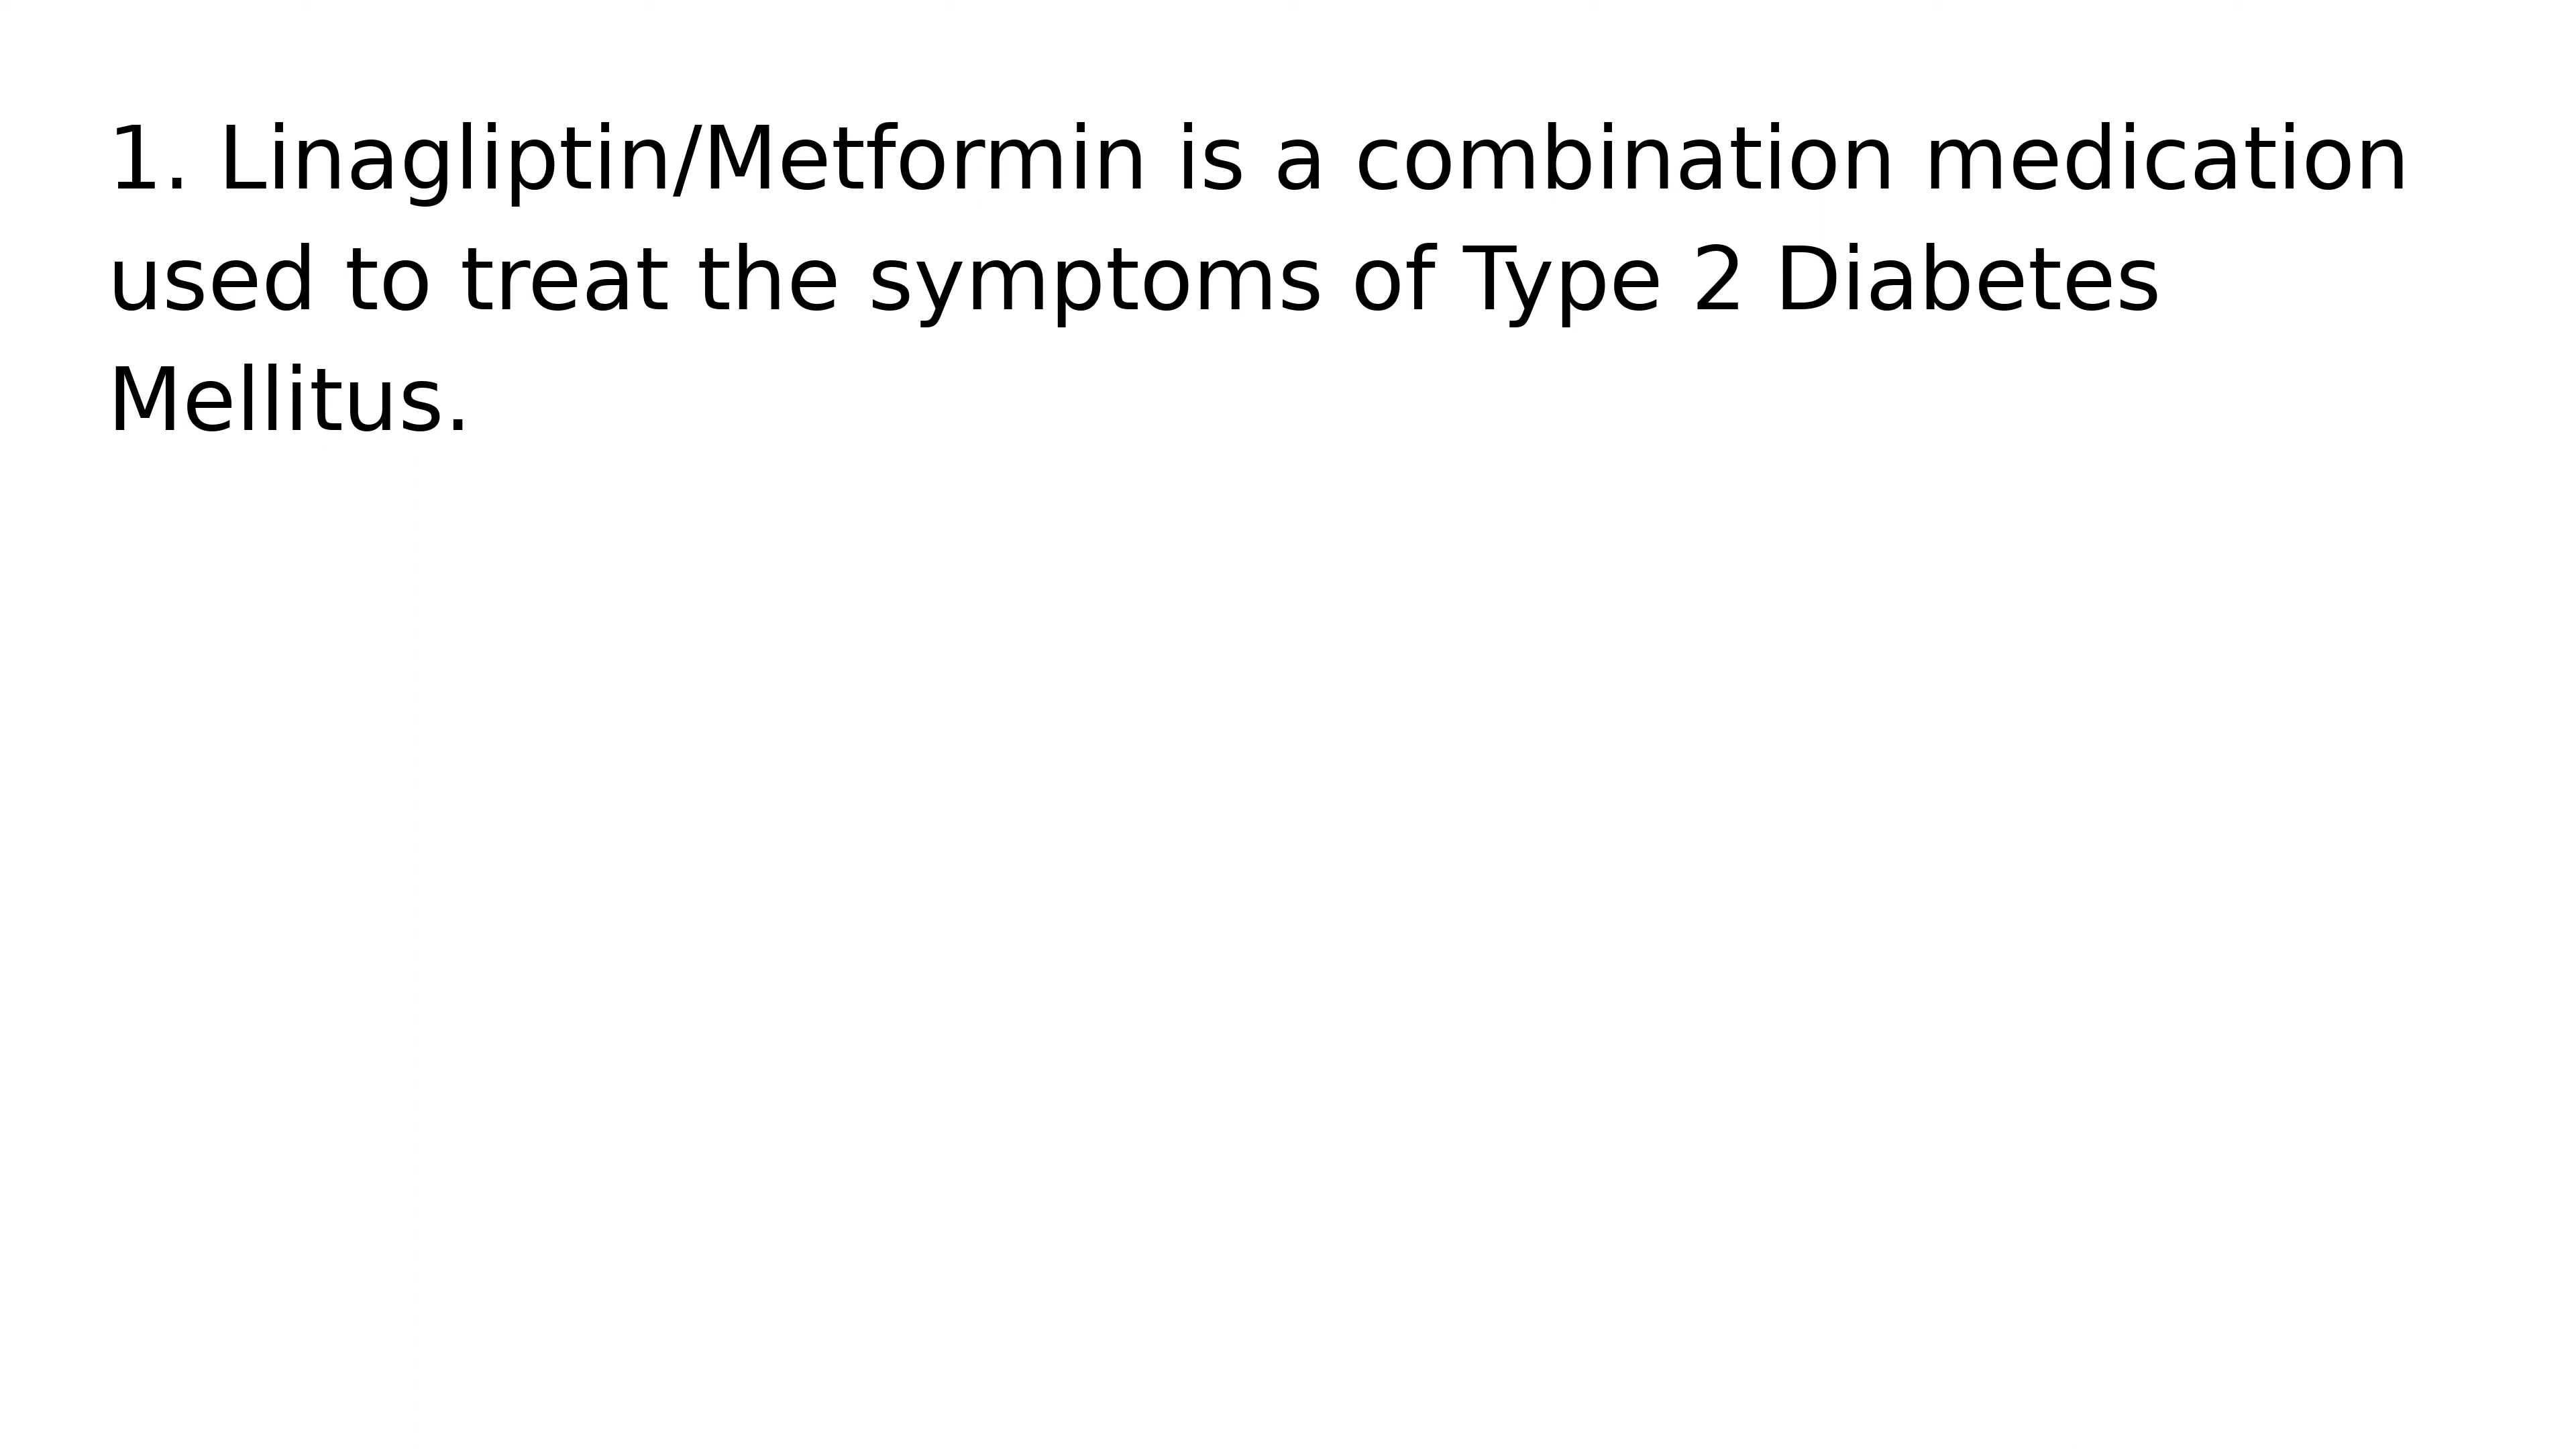 1. Linagliptin/Metformin is a combination medication
used to treat the symptoms of Type 2 Diabetes
Mellitus.